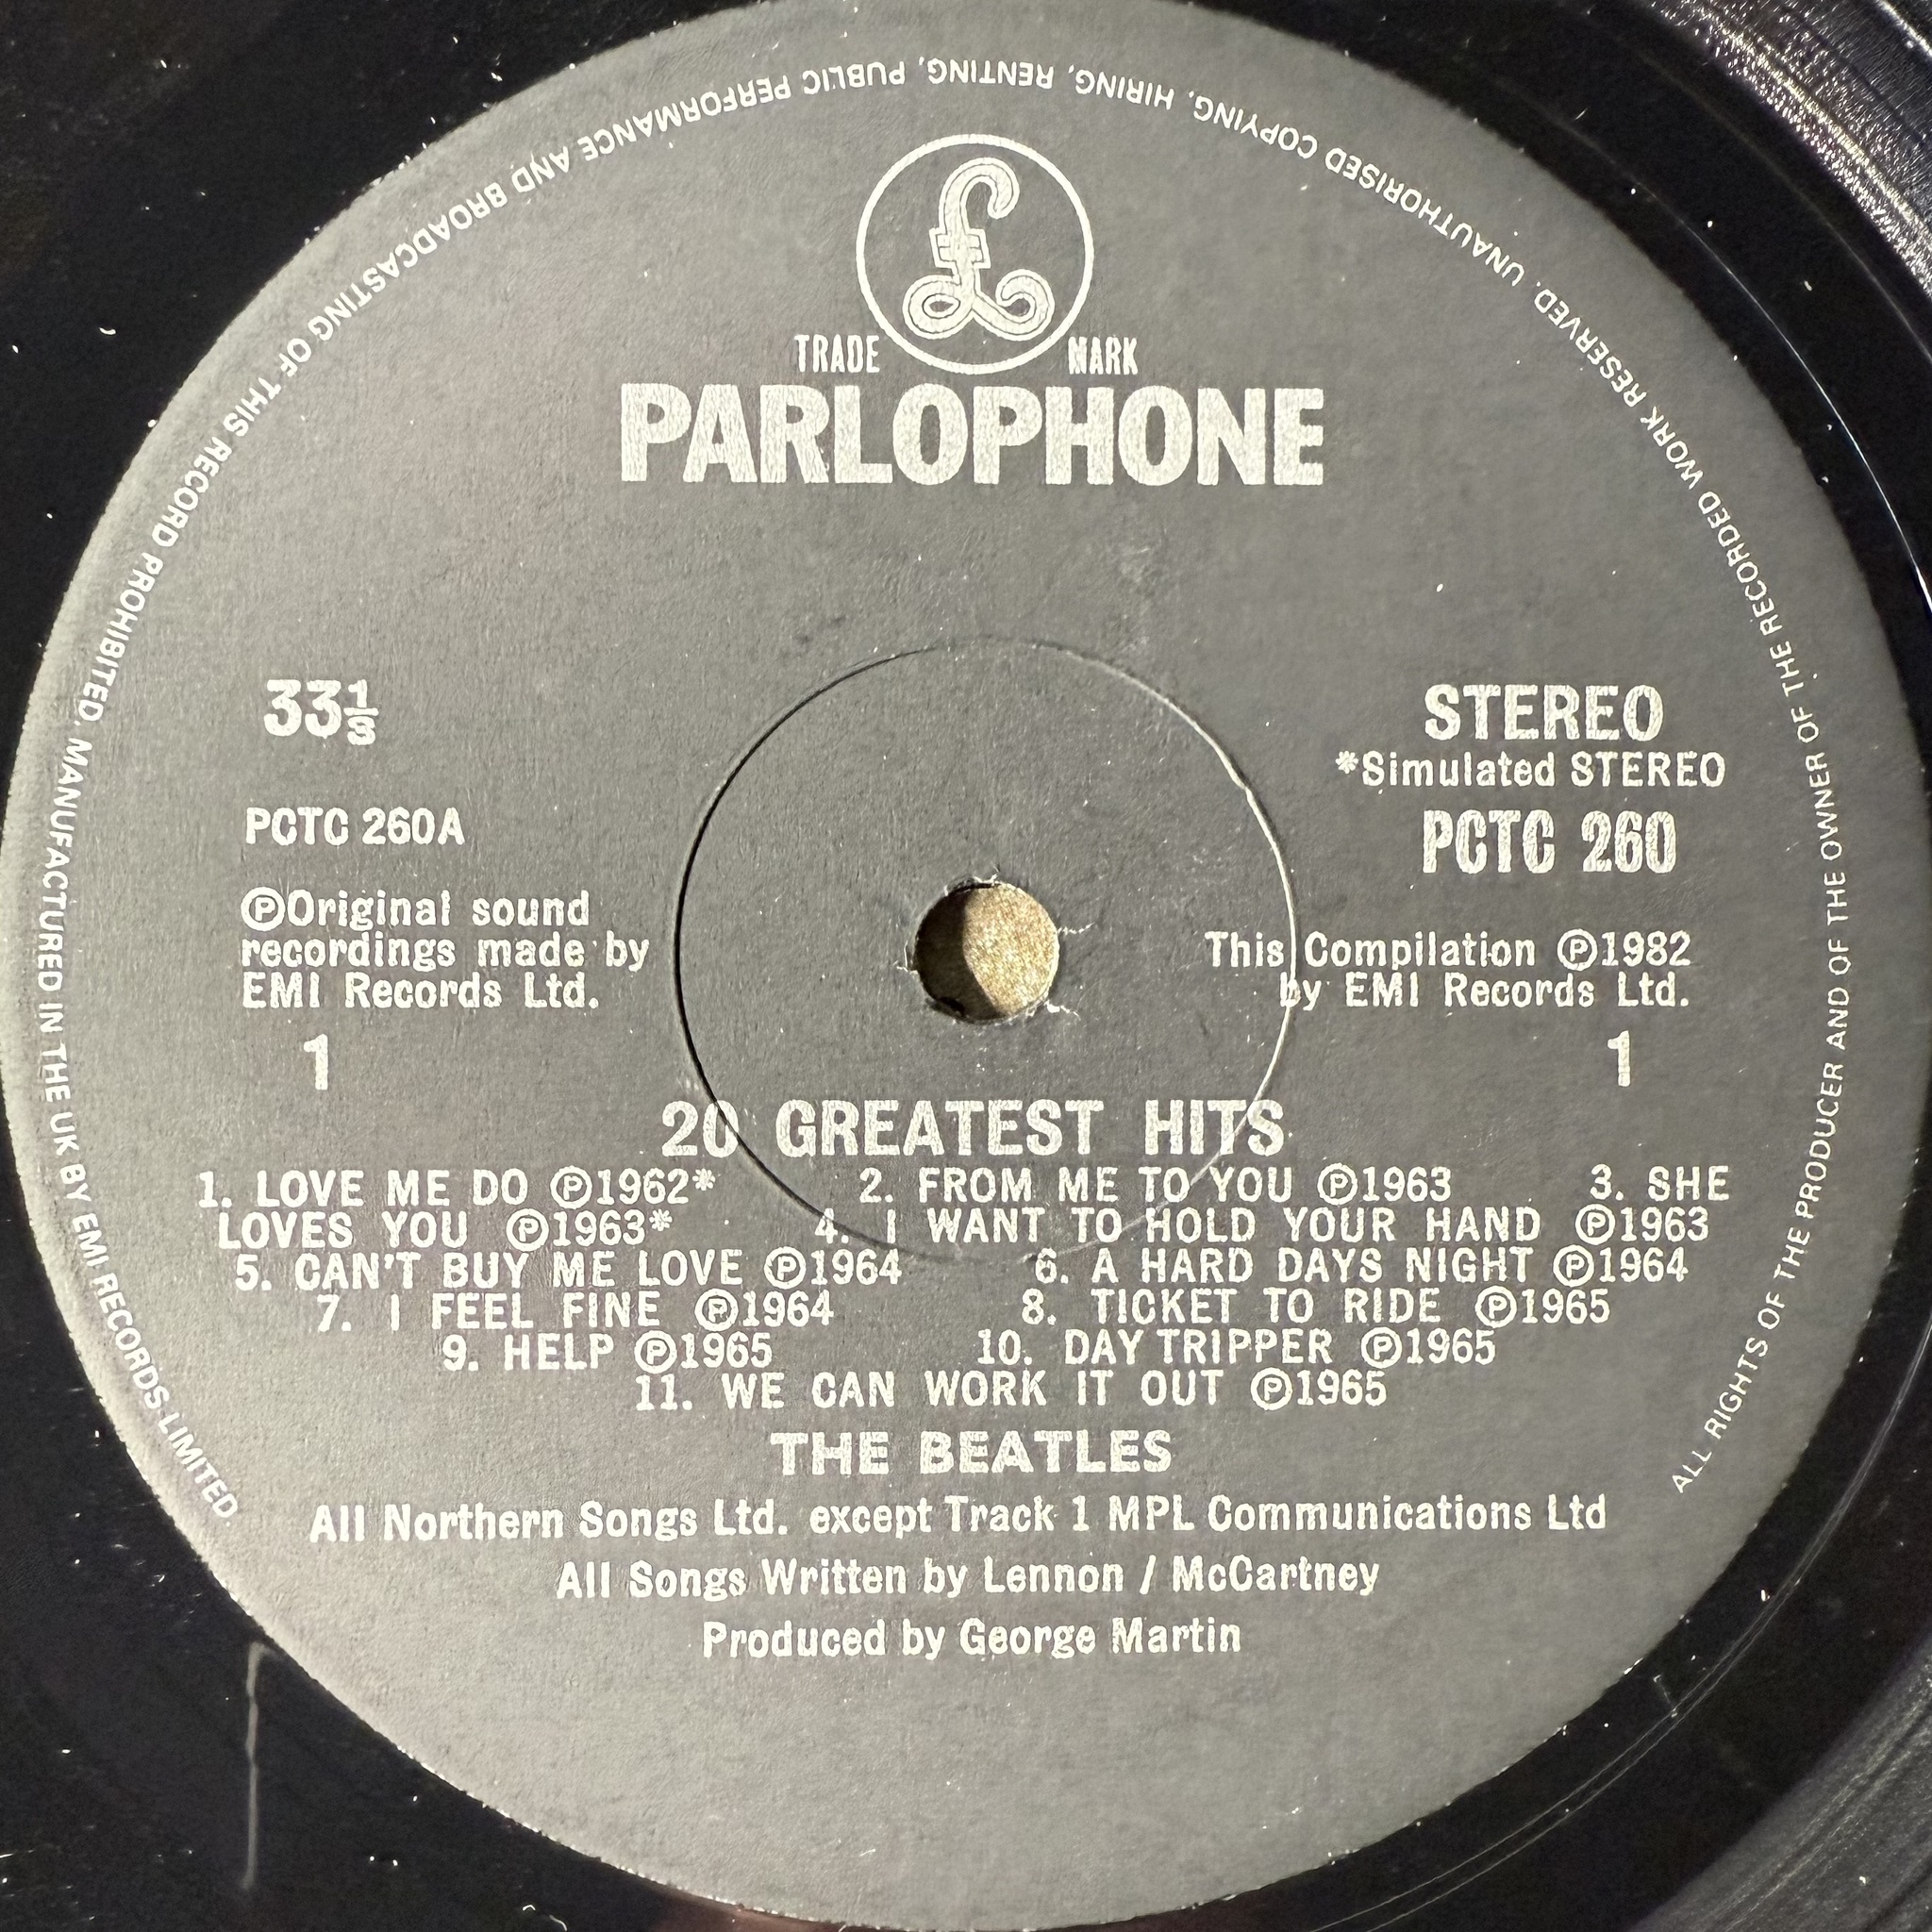 ALL RIGHTS OF THE PRODUCER AND OF THE OWNER OF THE RECORDED WORK RESERVED. UNAUTHORISED COPYING, HIRING, RENTING, PUBLIC PERFORMANCE AND BROADCASTING OF THIS RECORD PROHIBITED. MANUFACTURED IN THE UK BY EMI RECORDS LIMITED
£
TRADE MARK
PARLOPHONE
33⅓
STEREO
*Simulated STEREO
PCTC 260A
PCTC 260
ⓅOriginal sound
recordings made by
EMI Records Ltd.
This Compilation Ⓟ1982
by EMI Records Ltd.
1
1
20 GREATEST HITS
1. LOVE ME DO Ⓟ1962* 2. FROM ME TO YOU Ⓟ1963 3. SHE
LOVES YOU Ⓟ1963* 4. I WANT TO HOLD YOUR HAND Ⓟ1963
5. CAN'T BUY ME LOVE Ⓟ1964 6. A HARD DAYS NIGHT Ⓟ1964
7. I FEEL FINE Ⓟ1964 8. TICKET TO RIDE Ⓟ1965
9. HELP Ⓟ1965 10. DAY TRIPPER Ⓟ1965
11. WE CAN WORK IT OUT Ⓟ1965
THE BEATLES
All Northern Songs Ltd. except Track 1 MPL Communications Ltd
All Songs Written by Lennon / McCartney
Produced by George Martin